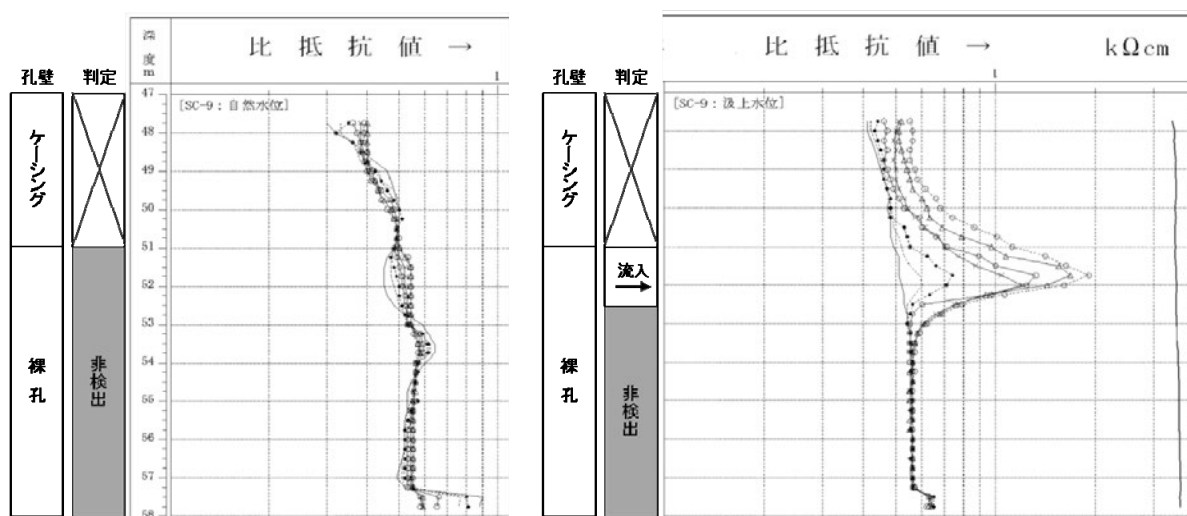 深度m
比抵抗値→
1
孔壁
判定
[SC-9:自然水位]
ケーシング
裸孔
非検出
47
48
49
50
51
52
53
54
55
56
57
58
比抵抗値→ kΩcm
1
孔壁
判定
[SC-9:汲上水位]
ケーシング
流入
→
裸孔
非検出